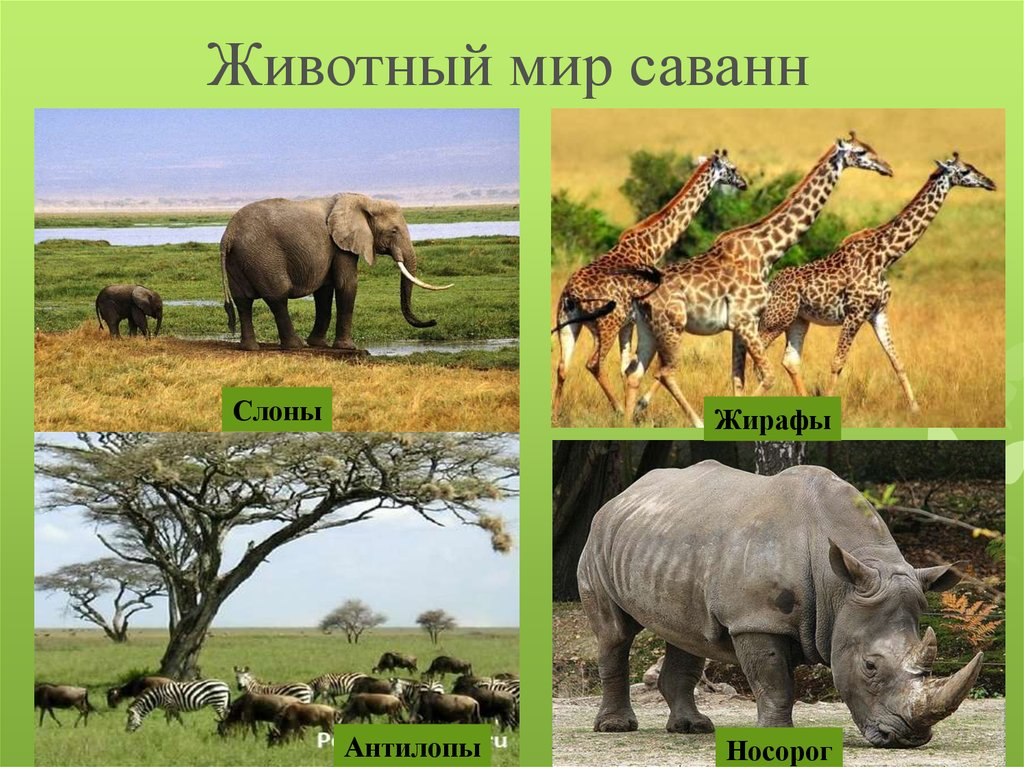 Животный мир саванн
Слоны
Жирафы
Антилопы
Носорог